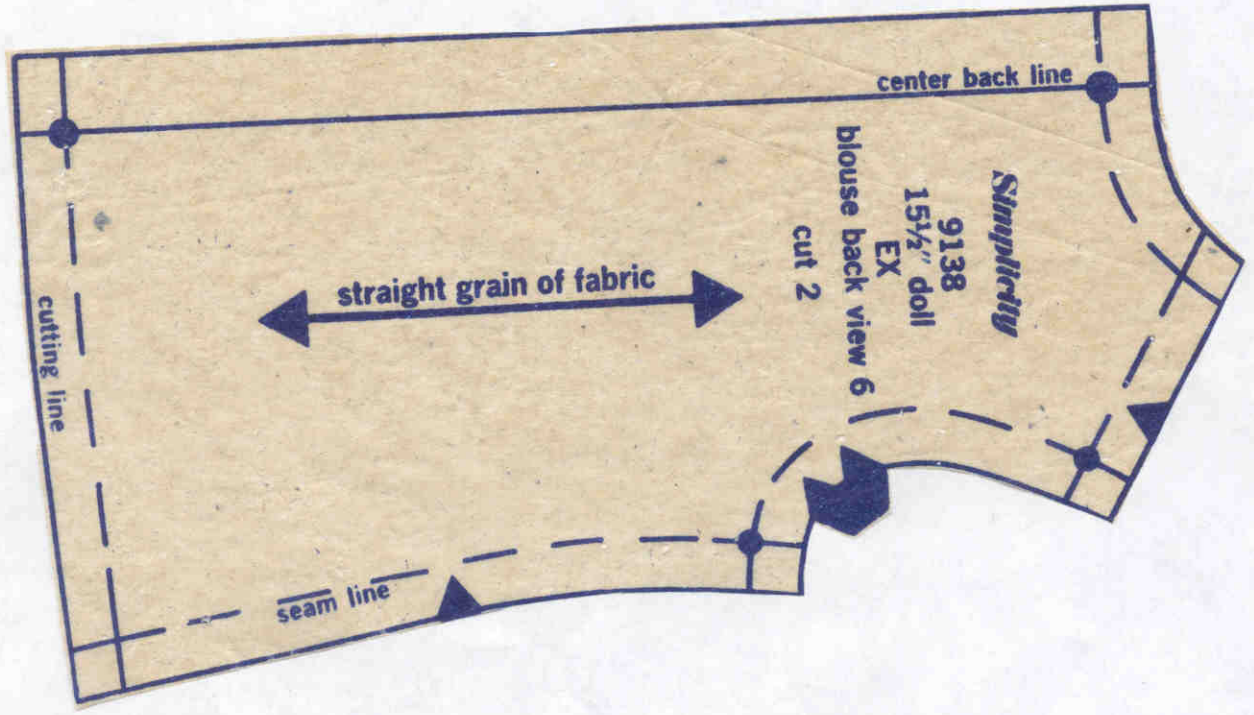 center back line
Simplicity
9138
15½" doll
EX
blouse back view 6
cut 2
straight grain of fabric
cutting line
seam line